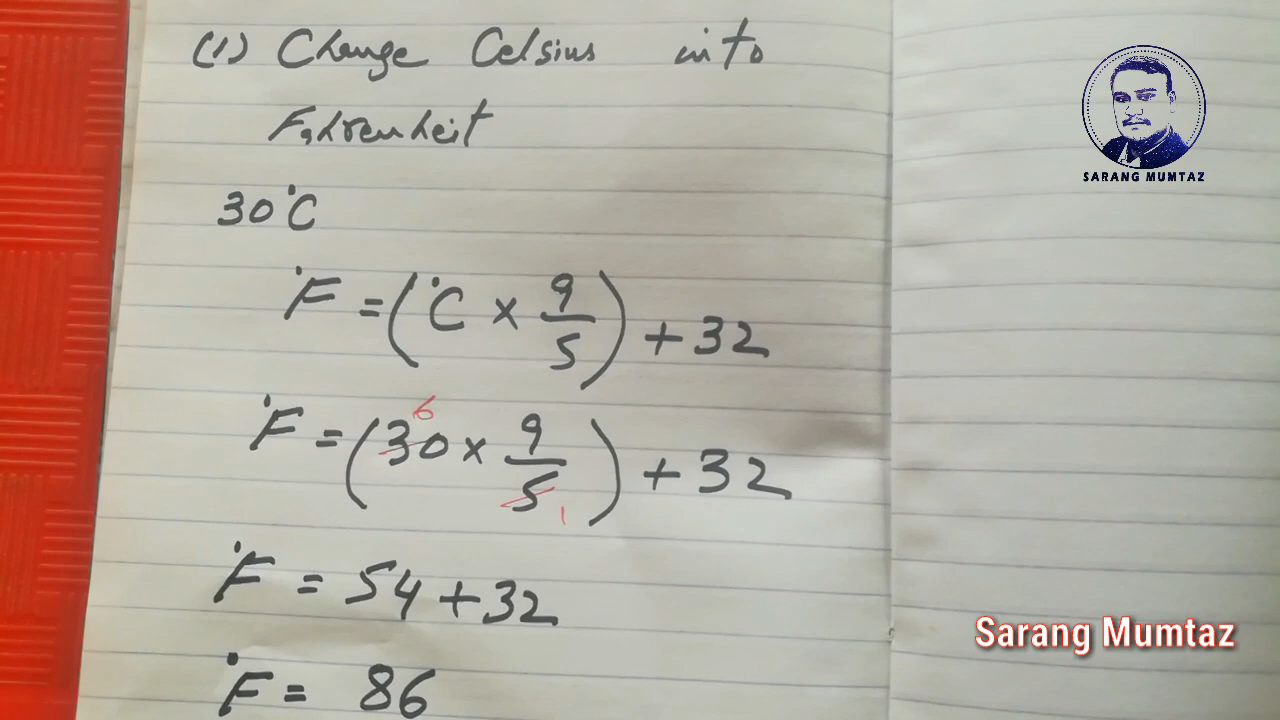 (1) Change Celsius into
Fahrenheit
30°C
°F = (°C × 9/5) + 32
°F = (30 × 9/5) + 32
6
1
°F = 54 + 32
°F = 86
SARANG MUMTAZ
Sarang Mumtaz